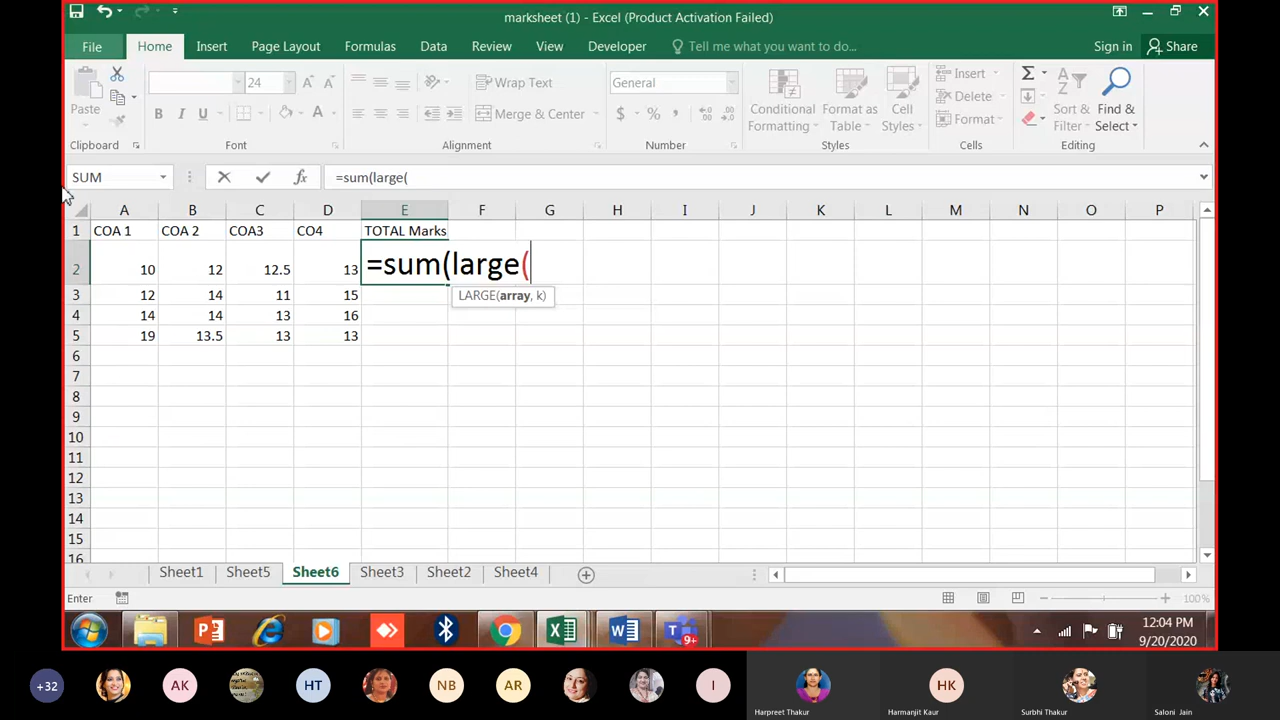 marksheet (1) - Excel (Product Activation Failed)
File Home Insert Page Layout Formulas Data Review View Developer Tell me what you want to do... Sign in Share
Paste 24 Wrap Text General Conditional Formatting Format as Table Cell Styles Insert Sort & Filter Find & Select
B I U A Merge & Center $ % , Delete
Format
Clipboard Font Alignment Number Styles Cells Editing
SUM fx =sum(large(
A B C D E F G H I J K L M N O P
1 COA 1 COA 2 COA3 CO4 TOTAL Marks
2 10 12 12.5 13 =sum(large(
LARGE(array, k)
3 12 14 11 15
4 14 14 13 16
5 19 13.5 13 13
6
7
8
9
10
11
12
13
14
15
16
Sheet1 Sheet5 Sheet6 Sheet3 Sheet2 Sheet4
Enter 100%
9+ 12:04 PM
9/20/2020
+32 AK HT NB AR I HK
Harpreet Thakur Harmanjit Kaur Surbhi Thakur Saloni Jain